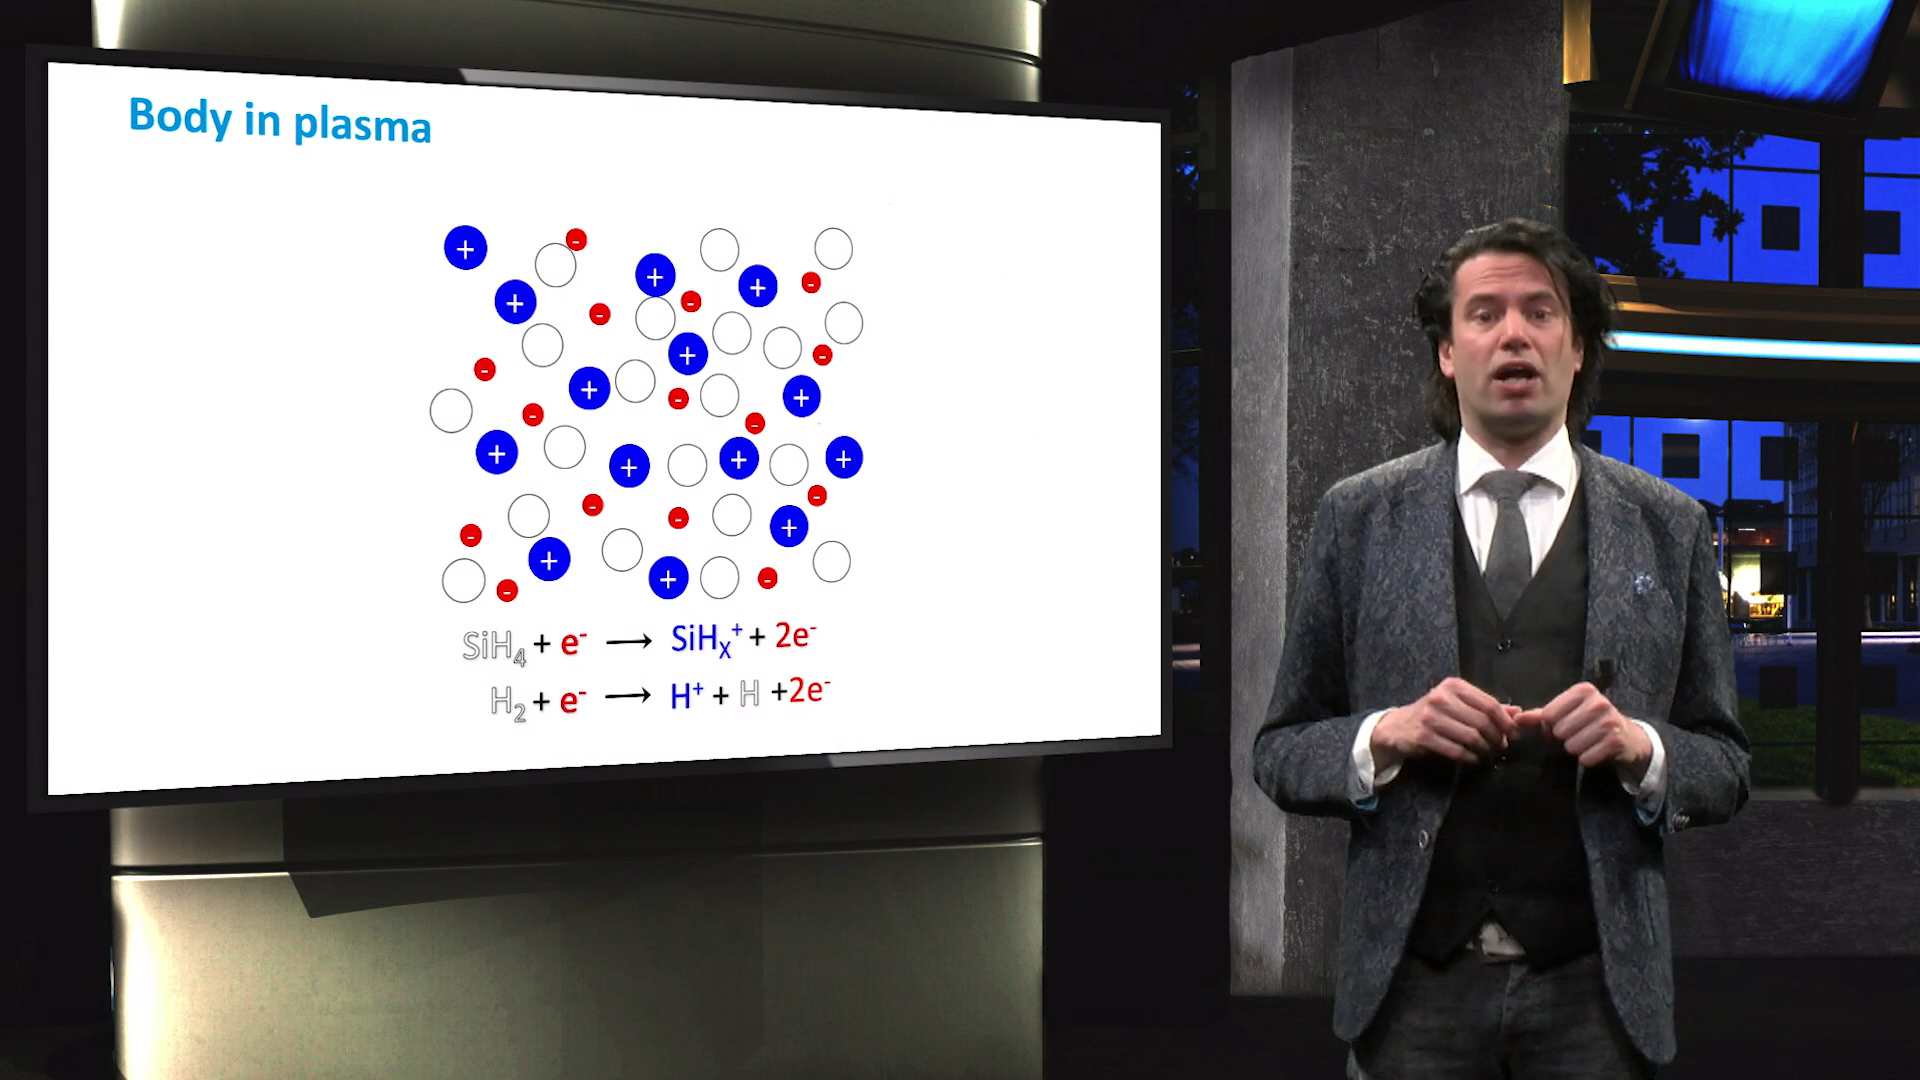 Body in plasma
SiH₄ + e⁻ ⟶ SiHₓ⁺ + 2e⁻
H₂ + e⁻ ⟶ H⁺ + H +2e⁻